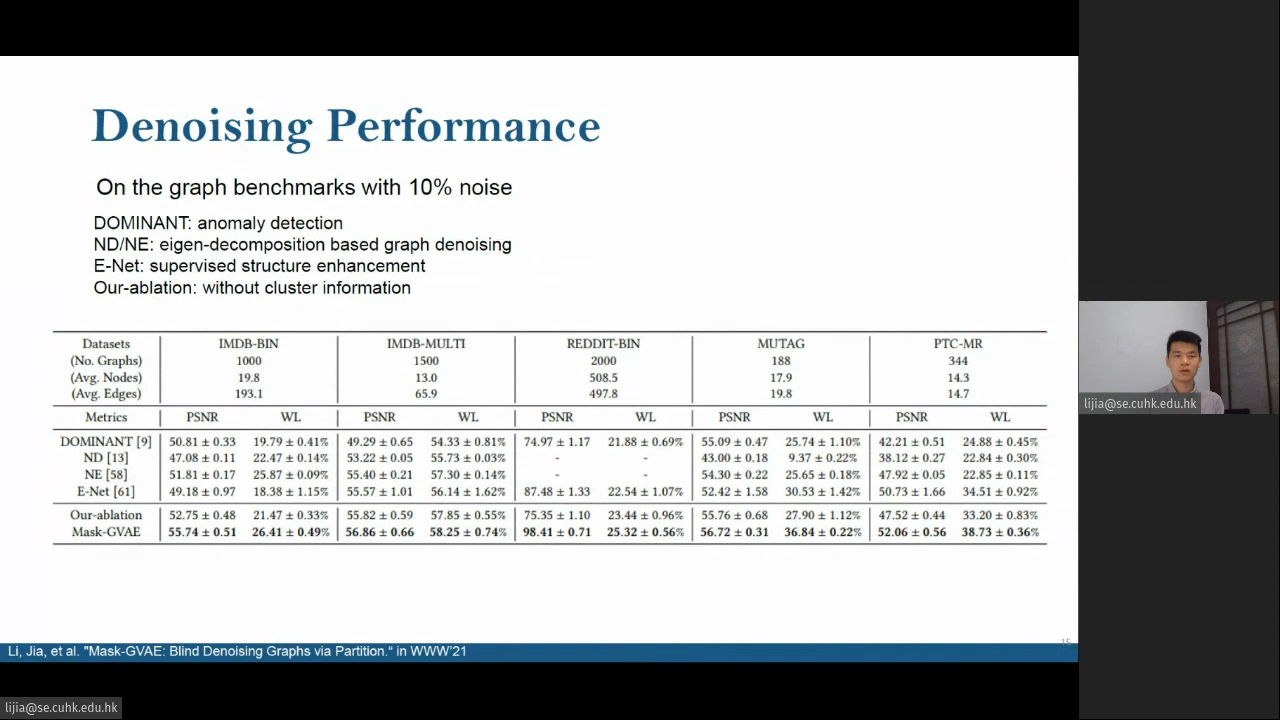 Denoising Performance
On the graph benchmarks with 10% noise
DOMINANT: anomaly detection
ND/NE: eigen-decomposition based graph denoising
E-Net: supervised structure enhancement
Our-ablation: without cluster information
Datasets IMDB-BIN IMDB-MULTI REDDIT-BIN MUTAG PTC-MR
(No. Graphs) 1000 1500 2000 188 344
(Avg. Nodes) 19.8 13.0 508.5 17.9 14.3
(Avg. Edges) 193.1 65.9 497.8 19.8 14.7
Metrics PSNR WL PSNR WL PSNR WL PSNR WL PSNR WL
DOMINANT [9] 50.81 ± 0.33 19.79 ± 0.41% 49.29 ± 0.65 54.33 ± 0.81% 74.97 ± 1.17 21.88 ± 0.69% 55.09 ± 0.47 25.74 ± 1.10% 42.21 ± 0.51 24.88 ± 0.45%
ND [13] 47.08 ± 0.11 22.47 ± 0.14% 53.22 ± 0.05 55.73 ± 0.03% - - 43.00 ± 0.18 9.37 ± 0.22% 38.12 ± 0.27 22.84 ± 0.30%
NE [58] 51.81 ± 0.17 25.87 ± 0.09% 55.40 ± 0.21 57.30 ± 0.14% - - 54.30 ± 0.22 25.65 ± 0.18% 47.92 ± 0.05 22.85 ± 0.11%
E-Net [61] 49.18 ± 0.97 18.38 ± 1.15% 55.57 ± 1.01 56.14 ± 1.62% 87.48 ± 1.33 22.54 ± 1.07% 52.42 ± 1.58 30.53 ± 1.42% 50.73 ± 1.66 34.51 ± 0.92%
Our-ablation 52.75 ± 0.48 21.47 ± 0.33% 55.82 ± 0.59 57.85 ± 0.55% 75.35 ± 1.10 23.44 ± 0.96% 55.76 ± 0.68 27.90 ± 1.12% 47.52 ± 0.44 33.20 ± 0.83%
Mask-GVAE 55.74 ± 0.51 26.41 ± 0.49% 56.86 ± 0.66 58.25 ± 0.74% 98.41 ± 0.71 25.32 ± 0.56% 56.72 ± 0.31 36.84 ± 0.22% 52.06 ± 0.56 38.73 ± 0.36%
15
Li, Jia, et al. "Mask-GVAE: Blind Denoising Graphs via Partition." in WWW'21
lijia@se.cuhk.edu.hk
lijia@se.cuhk.edu.hk